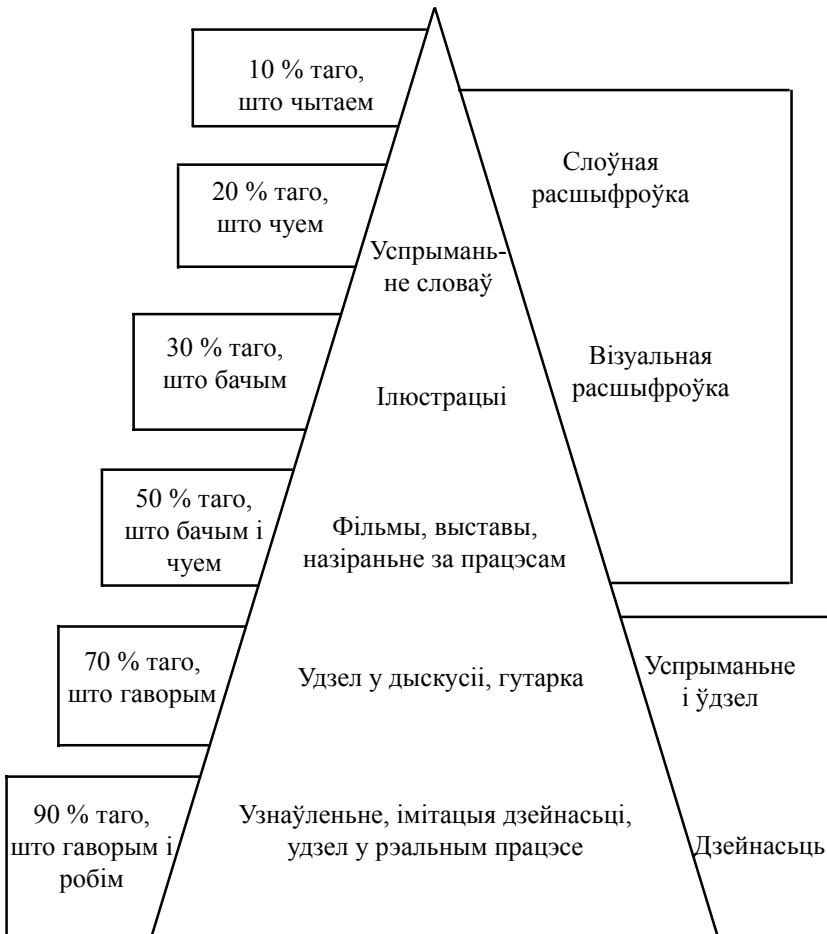 10 % таго,
што чытаем
20 % таго,
што чуем
30 % таго,
што бачым
50 % таго,
што бачым і
чуем
70 % таго,
што гаворым
90 % таго,
што гаворым і
робім
Успрымань-
не словаў
Ілюстрацыі
Фільмы, выставы,
назіраньне за працэсам
Удзел у дыскусіі, гутарка
Узнаўленьне, імітацыя дзейнасьці,
удзел у рэальным працэсе
Слоўная
расшыфроўка
Візуальная
расшыфроўка
Успрыманьне
і ўдзел
Дзейнасьць